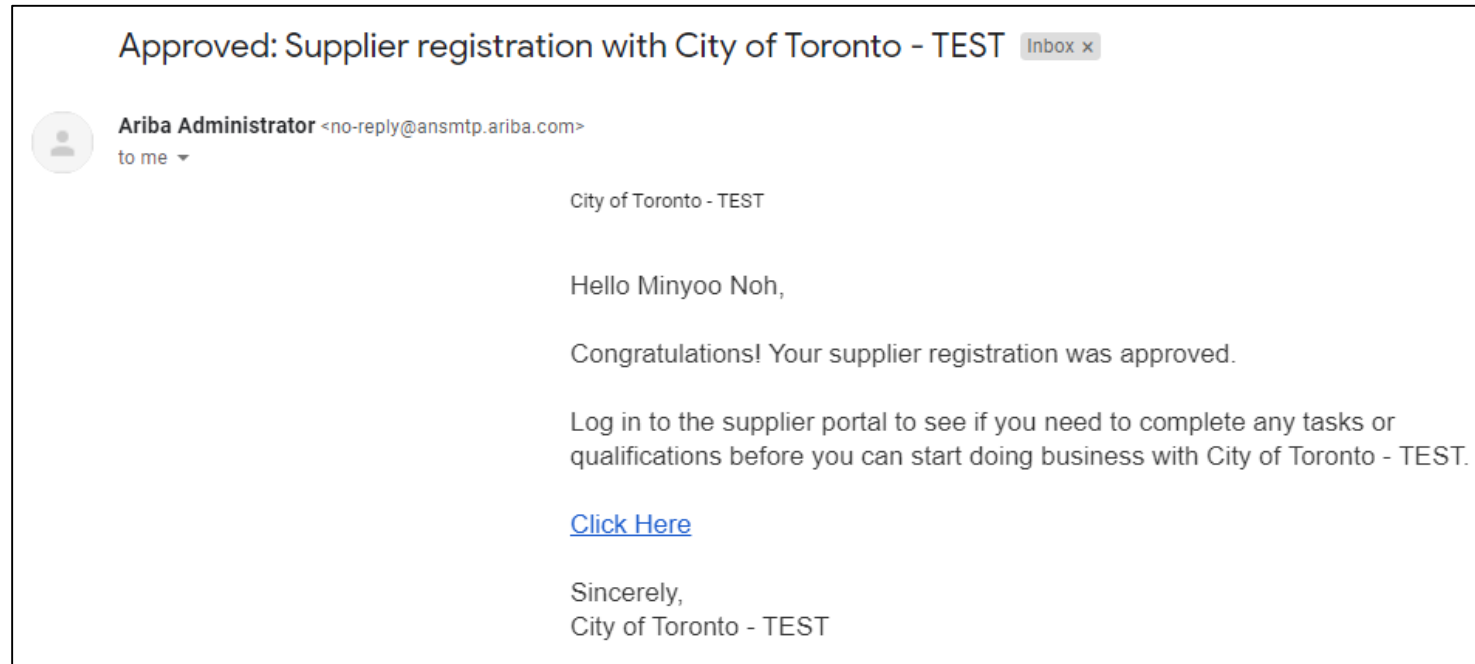 Approved: Supplier registration with City of Toronto - TEST Inbox x
Ariba Administrator <no-reply@ansmtp.ariba.com>
to me
City of Toronto - TEST
Hello Minyoo Noh,
Congratulations! Your supplier registration was approved.
Log in to the supplier portal to see if you need to complete any tasks or
qualifications before you can start doing business with City of Toronto - TEST.
Click Here
Sincerely,
City of Toronto - TEST